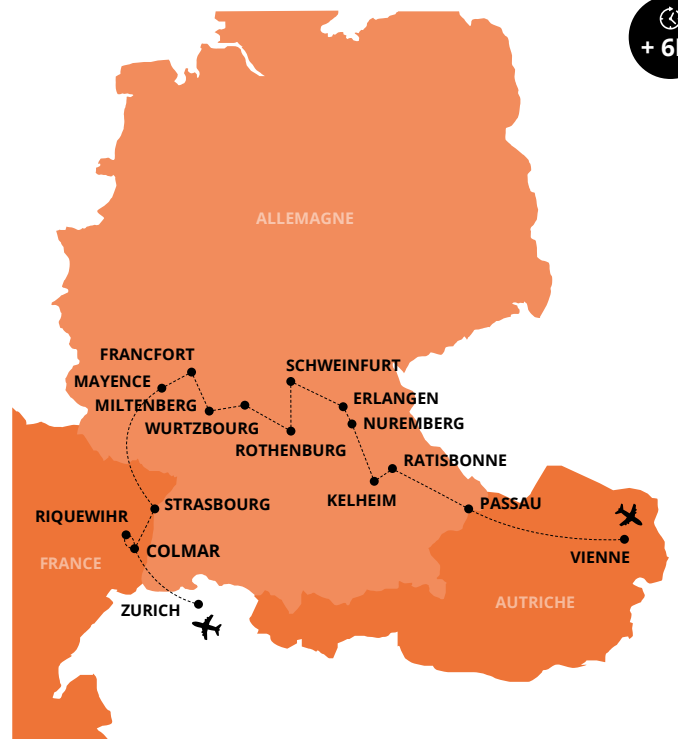 + 6
ALLEMAGNE
FRANCFORT
SCHWEINFURT
MAYENCE
ERLANGEN
MILTENBERG
NUREMBERG
WURTZBOURG
ROTHENBURG
RATISBONNE
KELHEIM
STRASBOURG
PASSAU
RIQUEWIHR
COLMAR
VIENNE
FRANCE
AUTRICHE
ZURICH